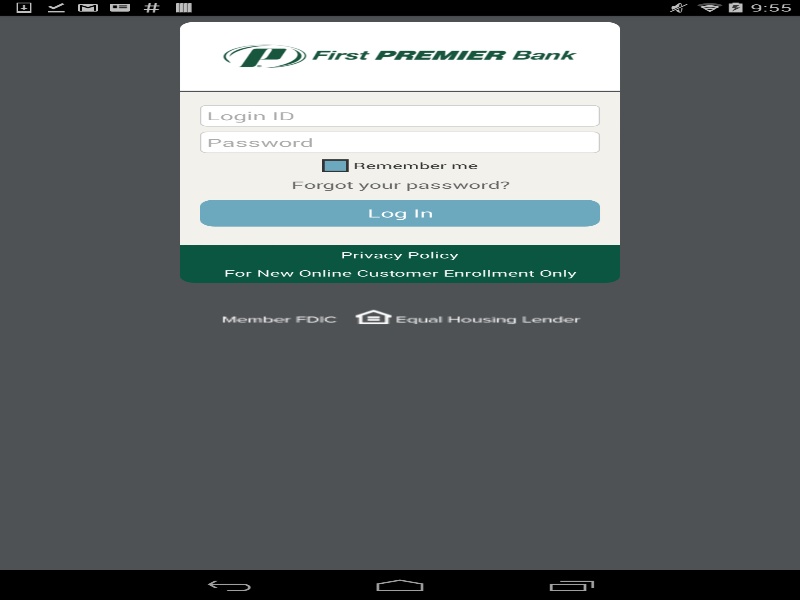 #
9:55
First PREMIER Bank
Login ID
Password
Remember me
Forgot your password?
Log In
Privacy Policy
For New Online Customer Enrollment Only
Member FDIC
Equal Housing Lender